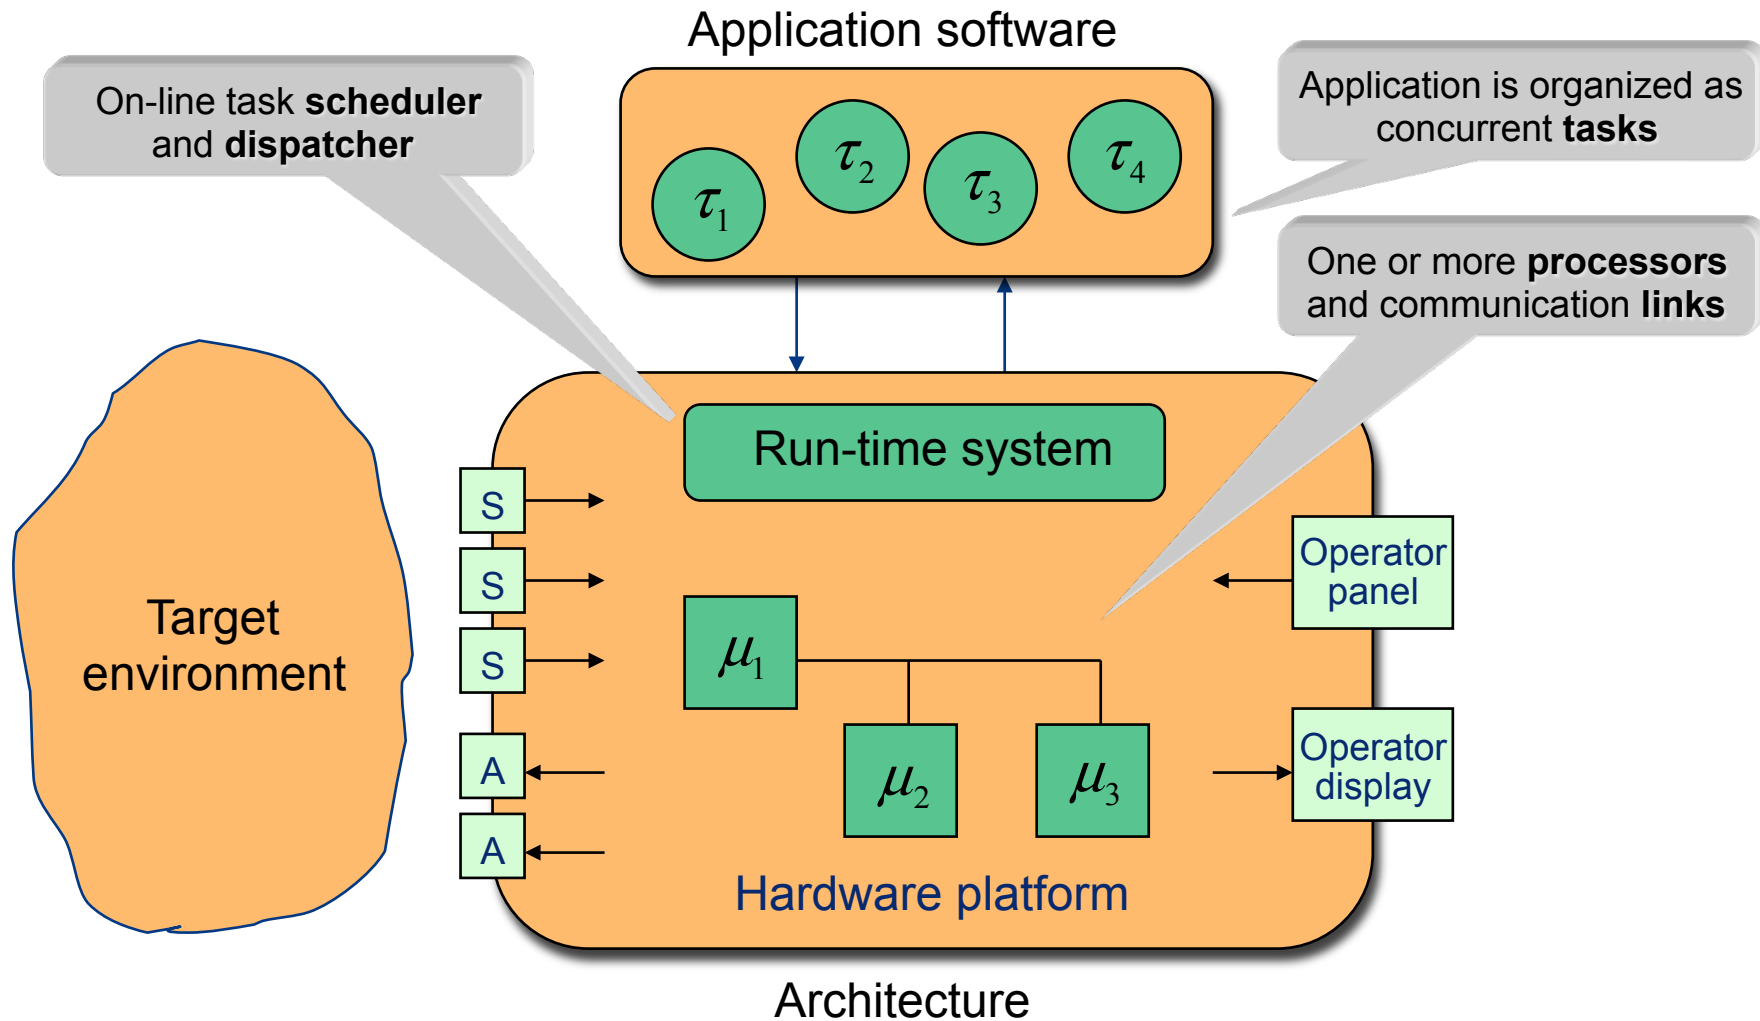 Application software
On-line task scheduler
and dispatcher
Application is organized as
concurrent tasks
τ1
τ2
τ3
τ4
One or more processors
and communication links
Run-time system
S
S
S
A
A
Target
environment
μ1
μ2
μ3
Operator
panel
Operator
display
Hardware platform
Architecture